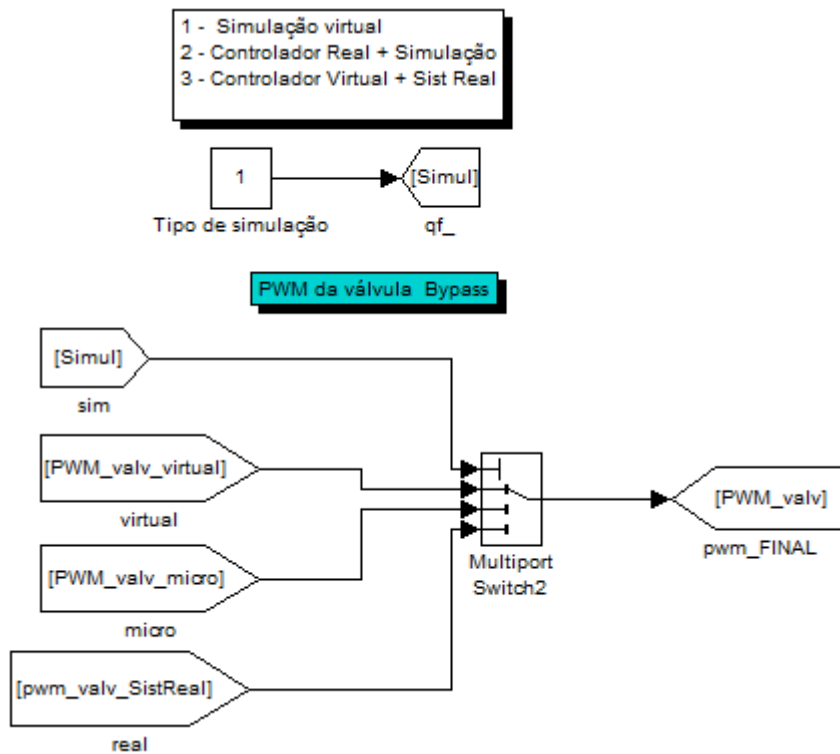 1 - Simulação virtual
2 - Controlador Real + Simulação
3 - Controlador Virtual + Sist Real
1
[Simul]
Tipo de simulação
qf_
PWM da válvula Bypass
[Simul]
sim
[PWM_valv_virtual]
virtual
[PWM_valv]
pwm_FINAL
Multiport
Switch2
[PWM_valv_micro]
micro
[pwm_valv_SistReal]
real